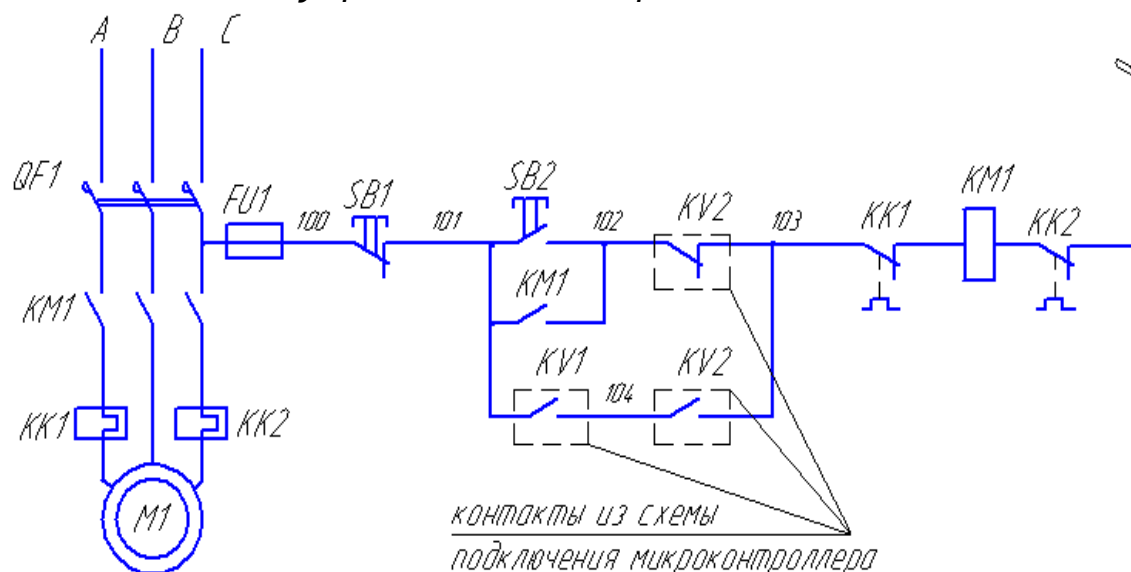 A B C
QF1
FU1
100
SB1
101
SB2
102
KV2
103
KK1
KM1
KK2
KM1
KM1
KV1
104
KV2
KK1
KK2
M1
контакты из схемы
подключения микроконтроллера